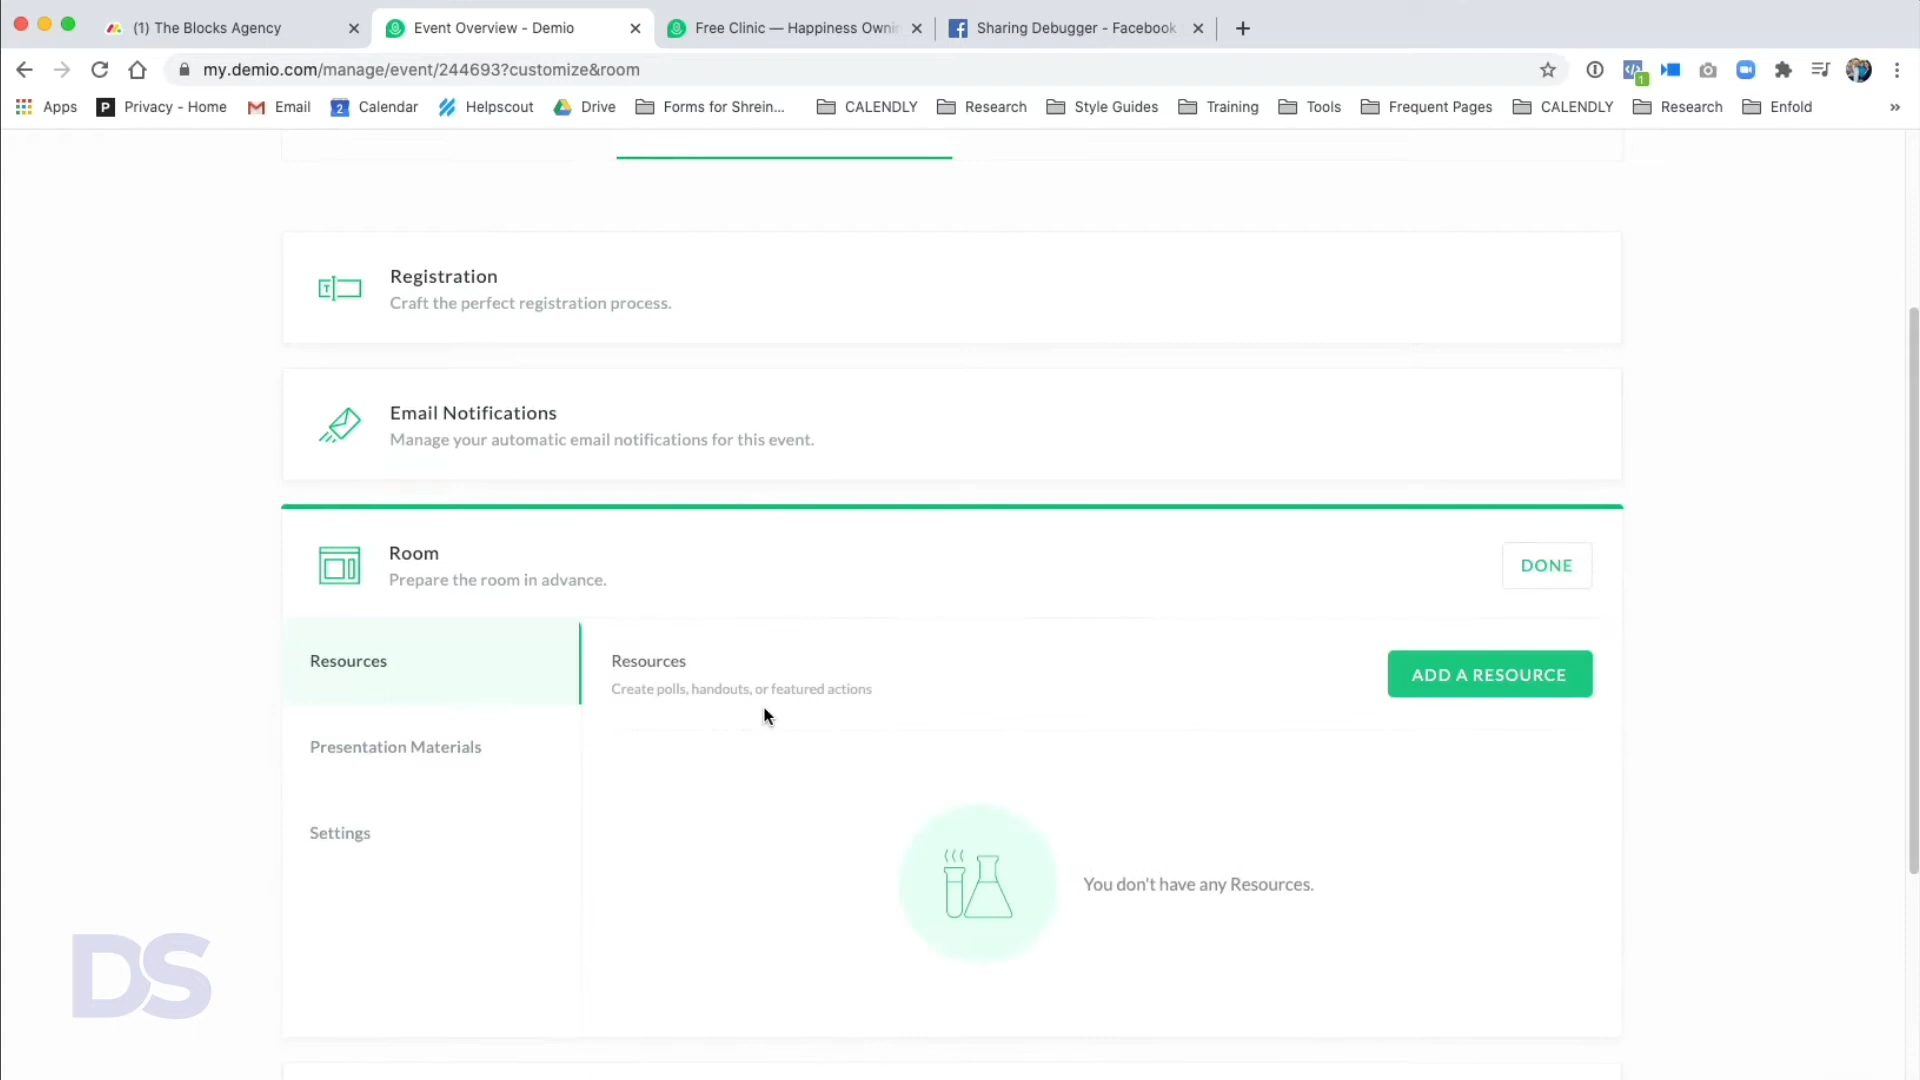 (1) The Blocks Agency
Event Overview - Demio
Free Clinic — Happiness Ownin
Sharing Debugger - Facebook
my.demio.com/manage/event/244693?customize&room
1
Apps
P Privacy - Home
Email
2 Calendar
Helpscout
Drive
Forms for Shrein...
CALENDLY
Research
Style Guides
Training
Tools
Frequent Pages
CALENDLY
Research
Enfold
»
T
Registration
Craft the perfect registration process.
Email Notifications
Manage your automatic email notifications for this event.
Room
Prepare the room in advance.
DONE
Resources
Presentation Materials
Settings
Resources
Create polls, handouts, or featured actions
ADD A RESOURCE
You don't have any Resources.
DS